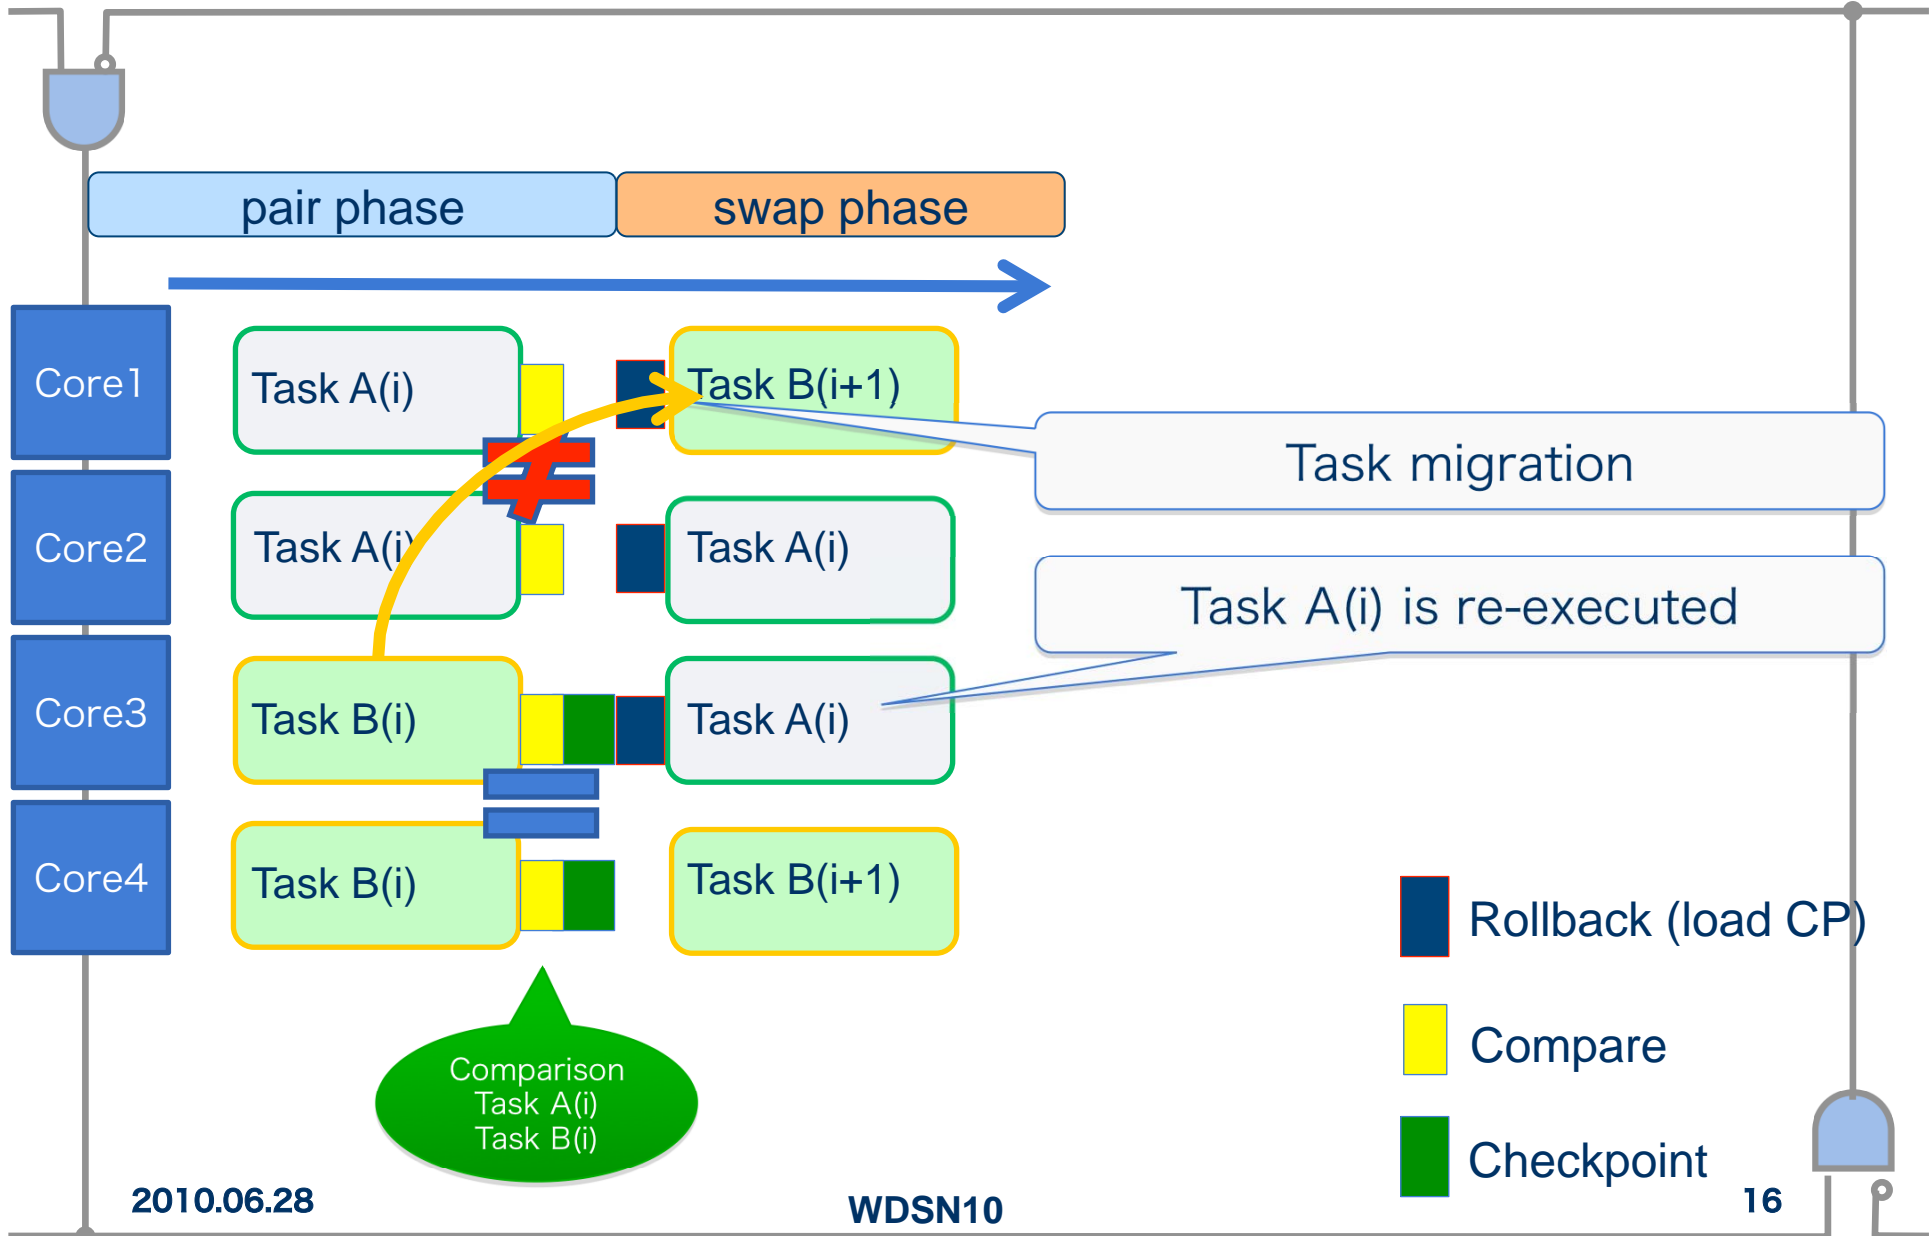 pair phase
swap phase
Core1
Task A(i)
Task B(i+1)
Task migration
Core2
Task A(i)
Task A(i)
Task A(i) is re-executed
Core3
Task B(i)
Task A(i)
Core4
Task B(i)
Task B(i+1)
Rollback (load CP)
Compare
Checkpoint
Comparison
Task A(i)
Task B(i)
2010.06.28
WDSN10
16